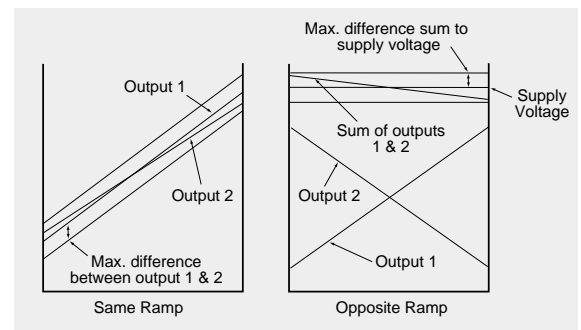 Output 1
Output 2
Max. difference
between output 1 & 2
Same Ramp
Max. difference sum to
supply voltage
Supply
Voltage
Sum of outputs
1 & 2
Output 2
Output 1
Opposite Ramp